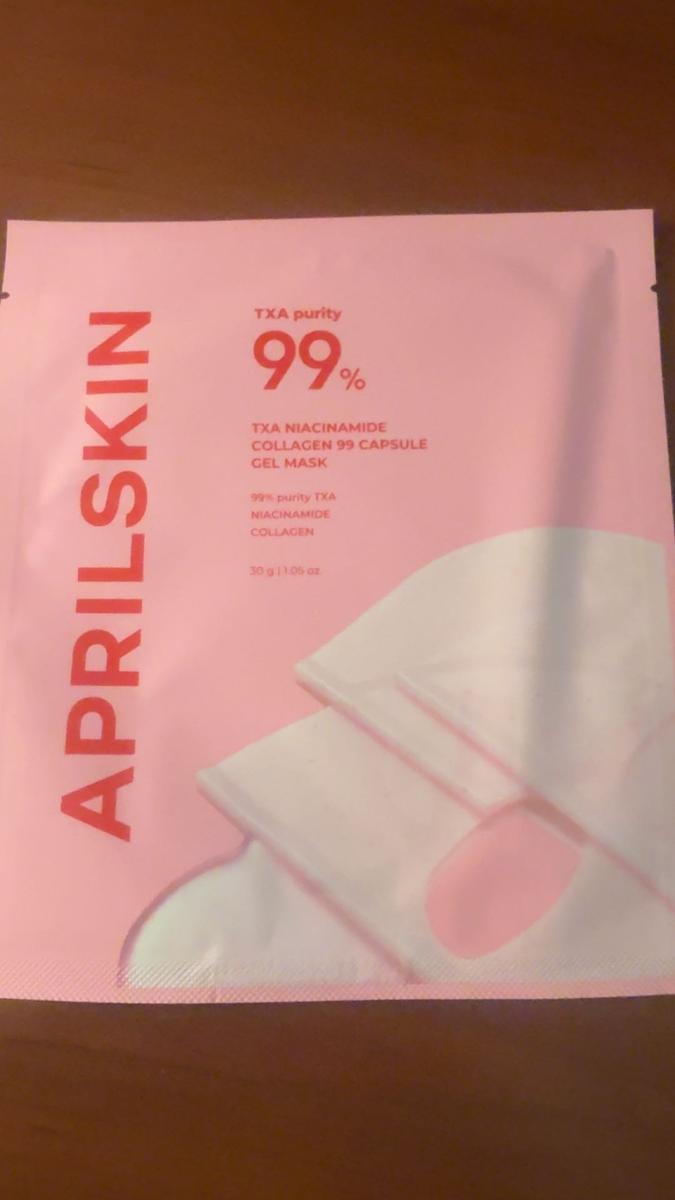 APRILSKIN
TXA purity
99%
TXA NIACINAMIDE
COLLAGEN 99 CAPSULE
GEL MASK
99% purity TXA
NIACINAMIDE
COLLAGEN
30 g | 1.05 oz.